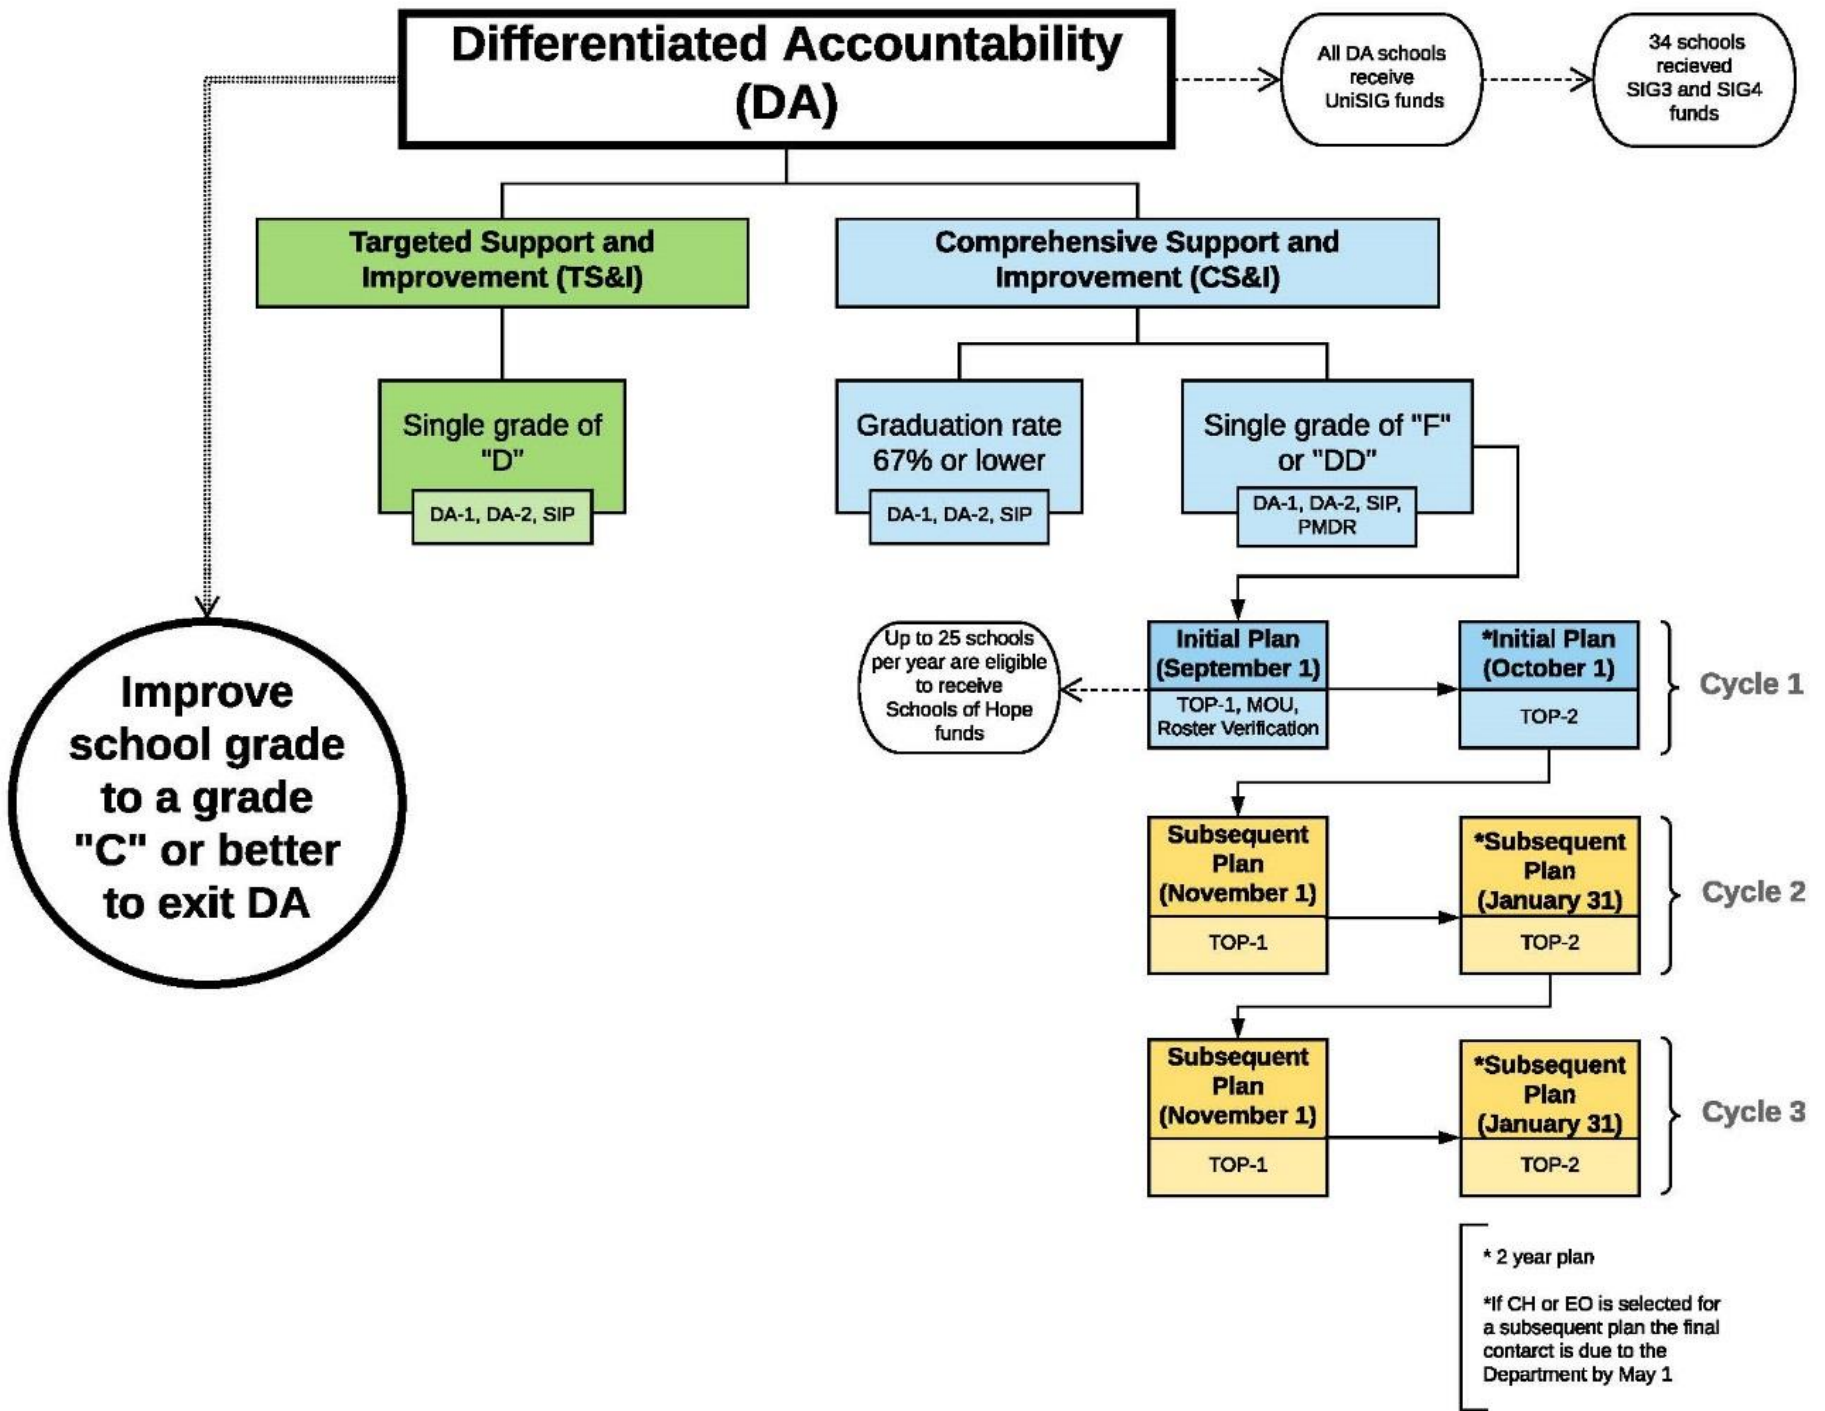 Differentiated Accountability
(DA)
All DA schools
receive
UniSIG funds
34 schools
recieved
SIG3 and SIG4
funds
Targeted Support and
Improvement (TS&I)
Comprehensive Support and
Improvement (CS&I)
Single grade of
"D"
DA-1, DA-2, SIP
Graduation rate
67% or lower
DA-1, DA-2, SIP
Single grade of "F"
or "DD"
DA-1, DA-2, SIP,
PMDR
Improve
school grade
to a grade
"C" or better
to exit DA
Up to 25 schools
per year are eligible
to receive
Schools of Hope
funds
Initial Plan
(September 1)
TOP-1, MOU,
Roster Verification
*Initial Plan
(October 1)
TOP-2
Cycle 1
Subsequent
Plan
(November 1)
TOP-1
*Subsequent
Plan
(January 31)
TOP-2
Cycle 2
Subsequent
Plan
(November 1)
TOP-1
*Subsequent
Plan
(January 31)
TOP-2
Cycle 3
* 2 year plan
*If CH or EO is selected for
a subsequent plan the final
contarct is due to the
Department by May 1